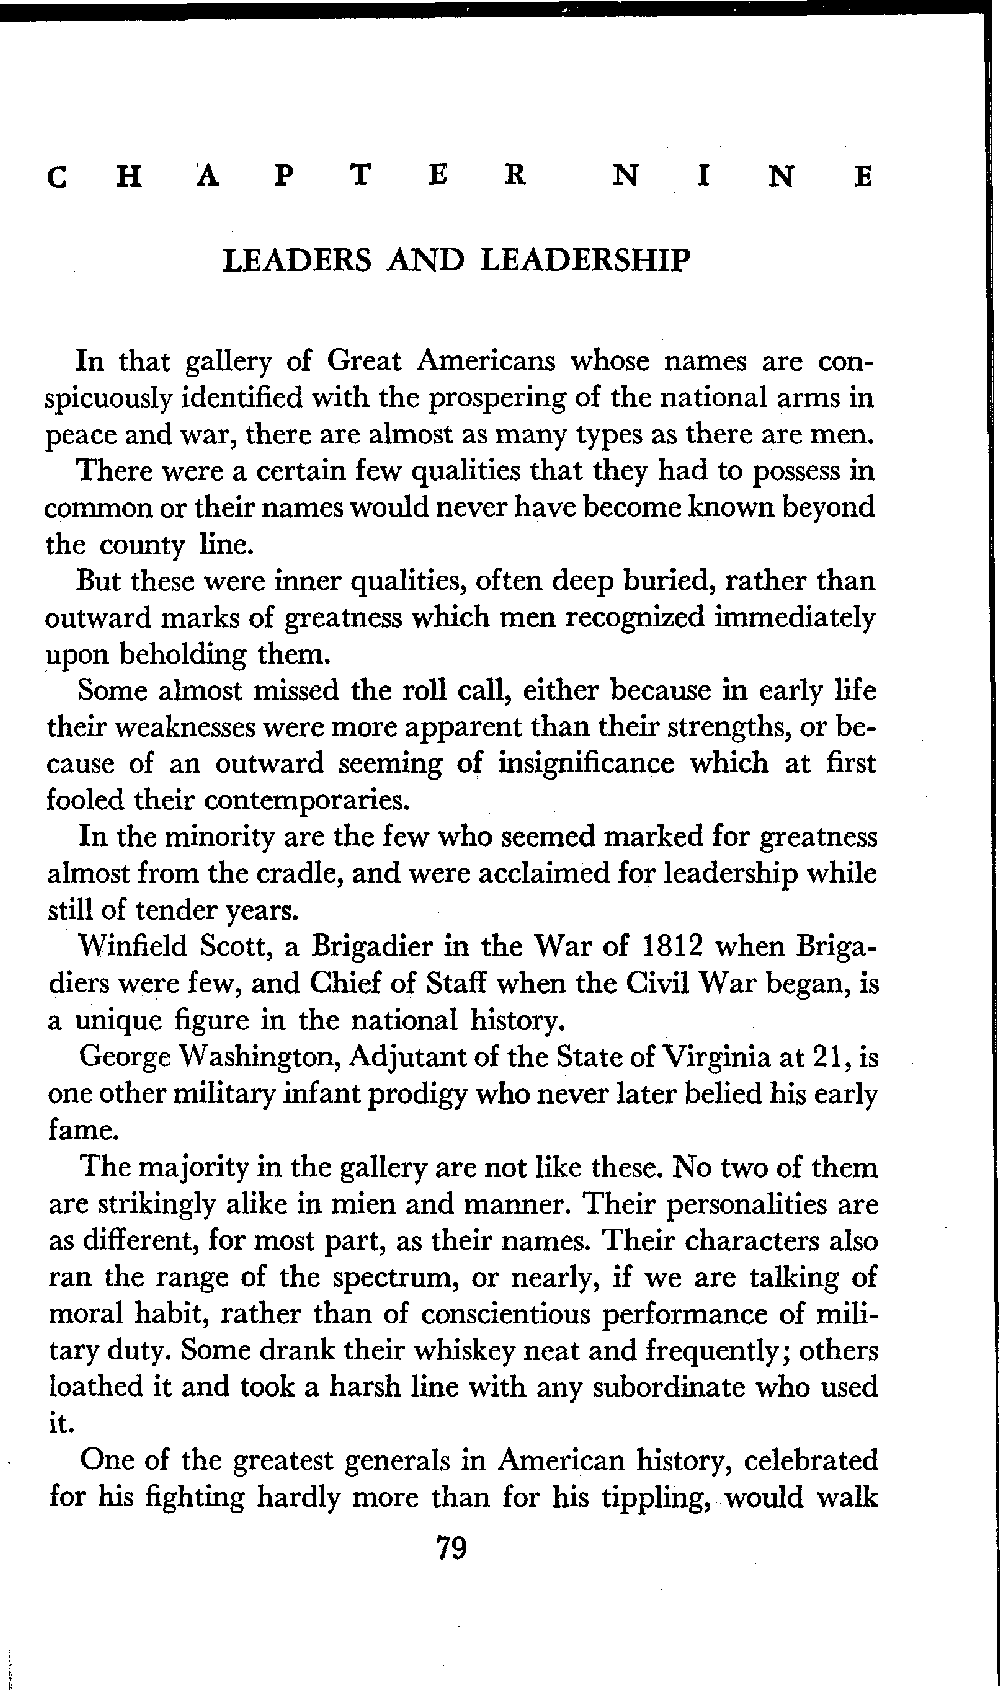 CHAPTER NINE
LEADERS AND LEADERSHIP
In that gallery of Great Americans whose names are con-
spicuously identified with the prospering of the national arms in
peace and war, there are almost as many types as there are men.
There were a certain few qualities that they had to possess in
common or their names would never have become known beyond
the county line.
But these were inner qualities, often deep buried, rather than
outward marks of greatness which men recognized immediately
upon beholding them.
Some almost missed the roll call, either because in early life
their weaknesses were more apparent than their strengths, or be-
cause of an outward seeming of insignificance which at first
fooled their contemporaries.
In the minority are the few who seemed marked for greatness
almost from the cradle, and were acclaimed for leadership while
still of tender years.
Winfield Scott, a Brigadier in the War of 1812 when Briga-
diers were few, and Chief of Staff when the Civil War began, is
a unique figure in the national history.
George Washington, Adjutant of the State of Virginia at 21, is
one other military infant prodigy who never later belied his early
fame.
The majority in the gallery are not like these. No two of them
are strikingly alike in mien and manner. Their personalities are
as different, for most part, as their names. Their characters also
ran the range of the spectrum, or nearly, if we are talking of
moral habit, rather than of conscientious performance of mili-
tary duty. Some drank their whiskey neat and frequently; others
loathed it and took a harsh line with any subordinate who used
it.
One of the greatest generals in American history, celebrated
for his fighting hardly more than for his tippling, would walk
79